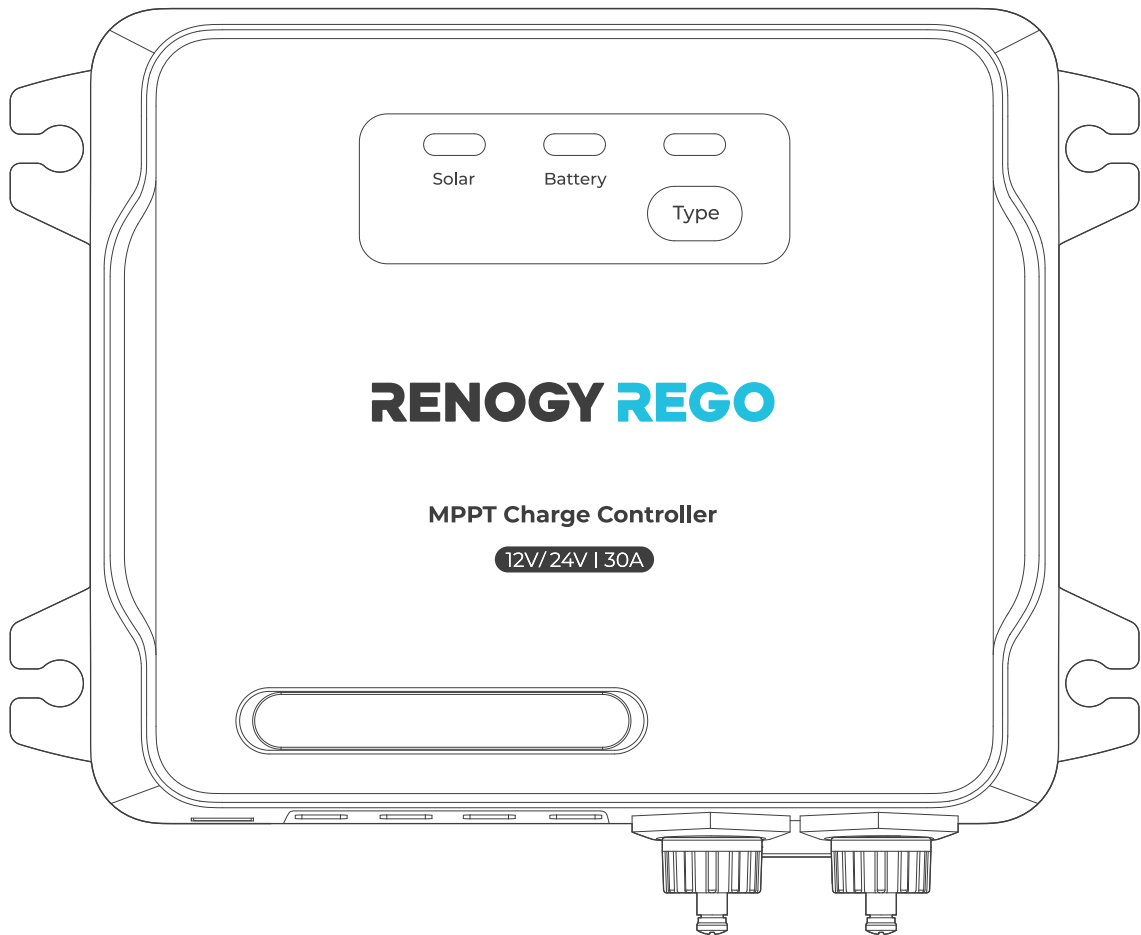 Solar Battery
Type
RENOGY REGO
MPPT Charge Controller
12V/24V | 30A